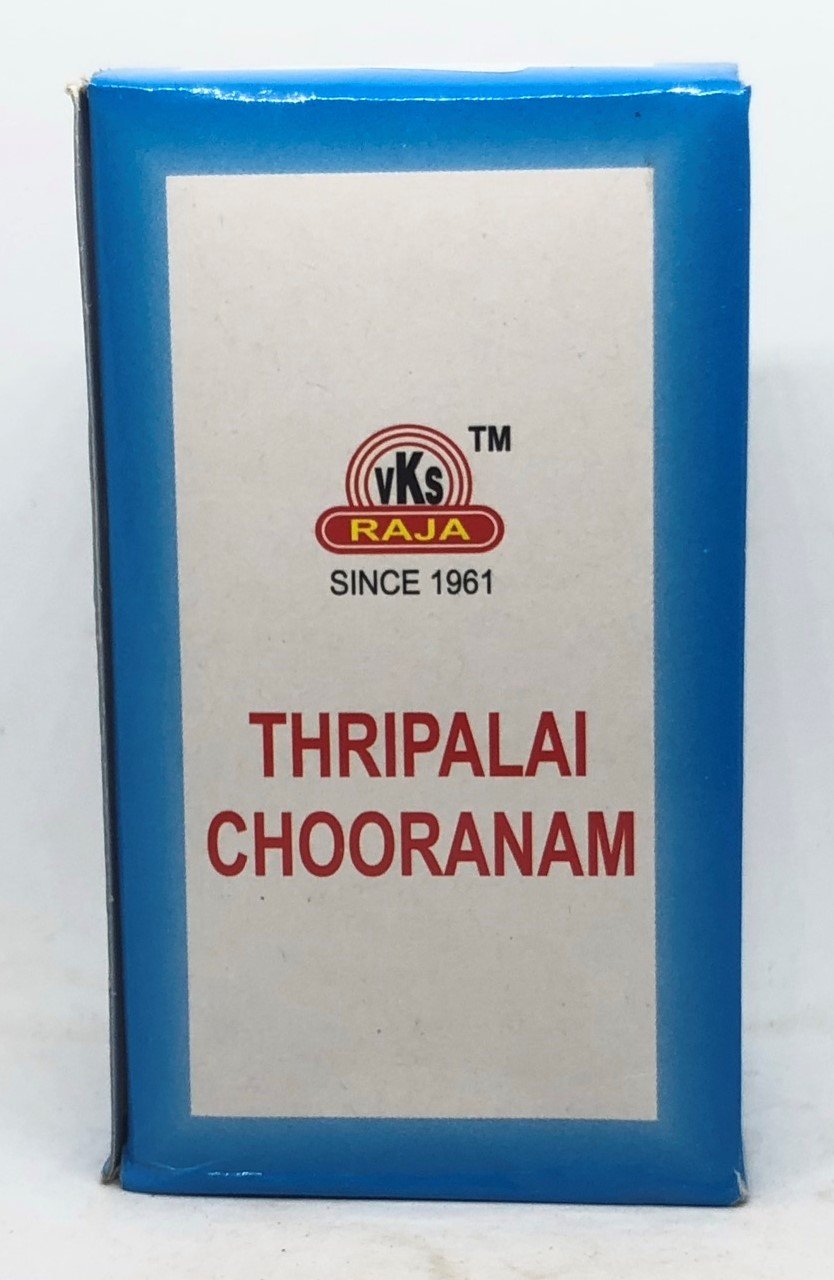 TM
VKS
RAJA
SINCE 1961
THRIPALAI
CHOORANAM